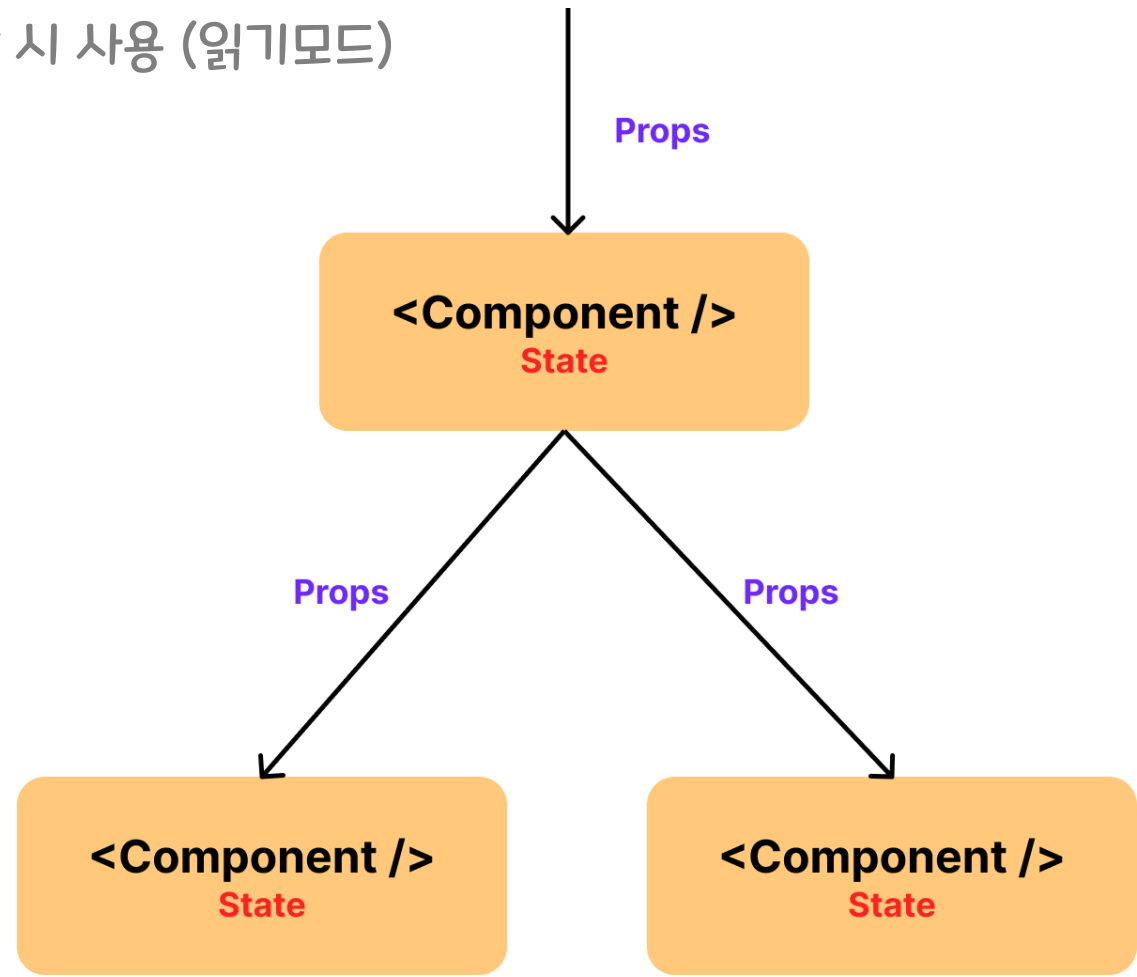 시 사용 (읽기모드)
Props
<Component />
State
Props
Props
<Component />
State
<Component />
State